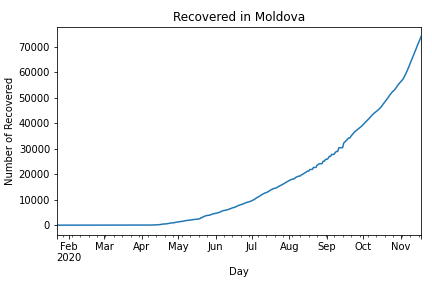 Recovered in Moldova
Number of Recovered
70000
60000
50000
40000
30000
20000
10000
0
Feb Mar Apr May Jun Jul Aug Sep Oct Nov
2020
Day